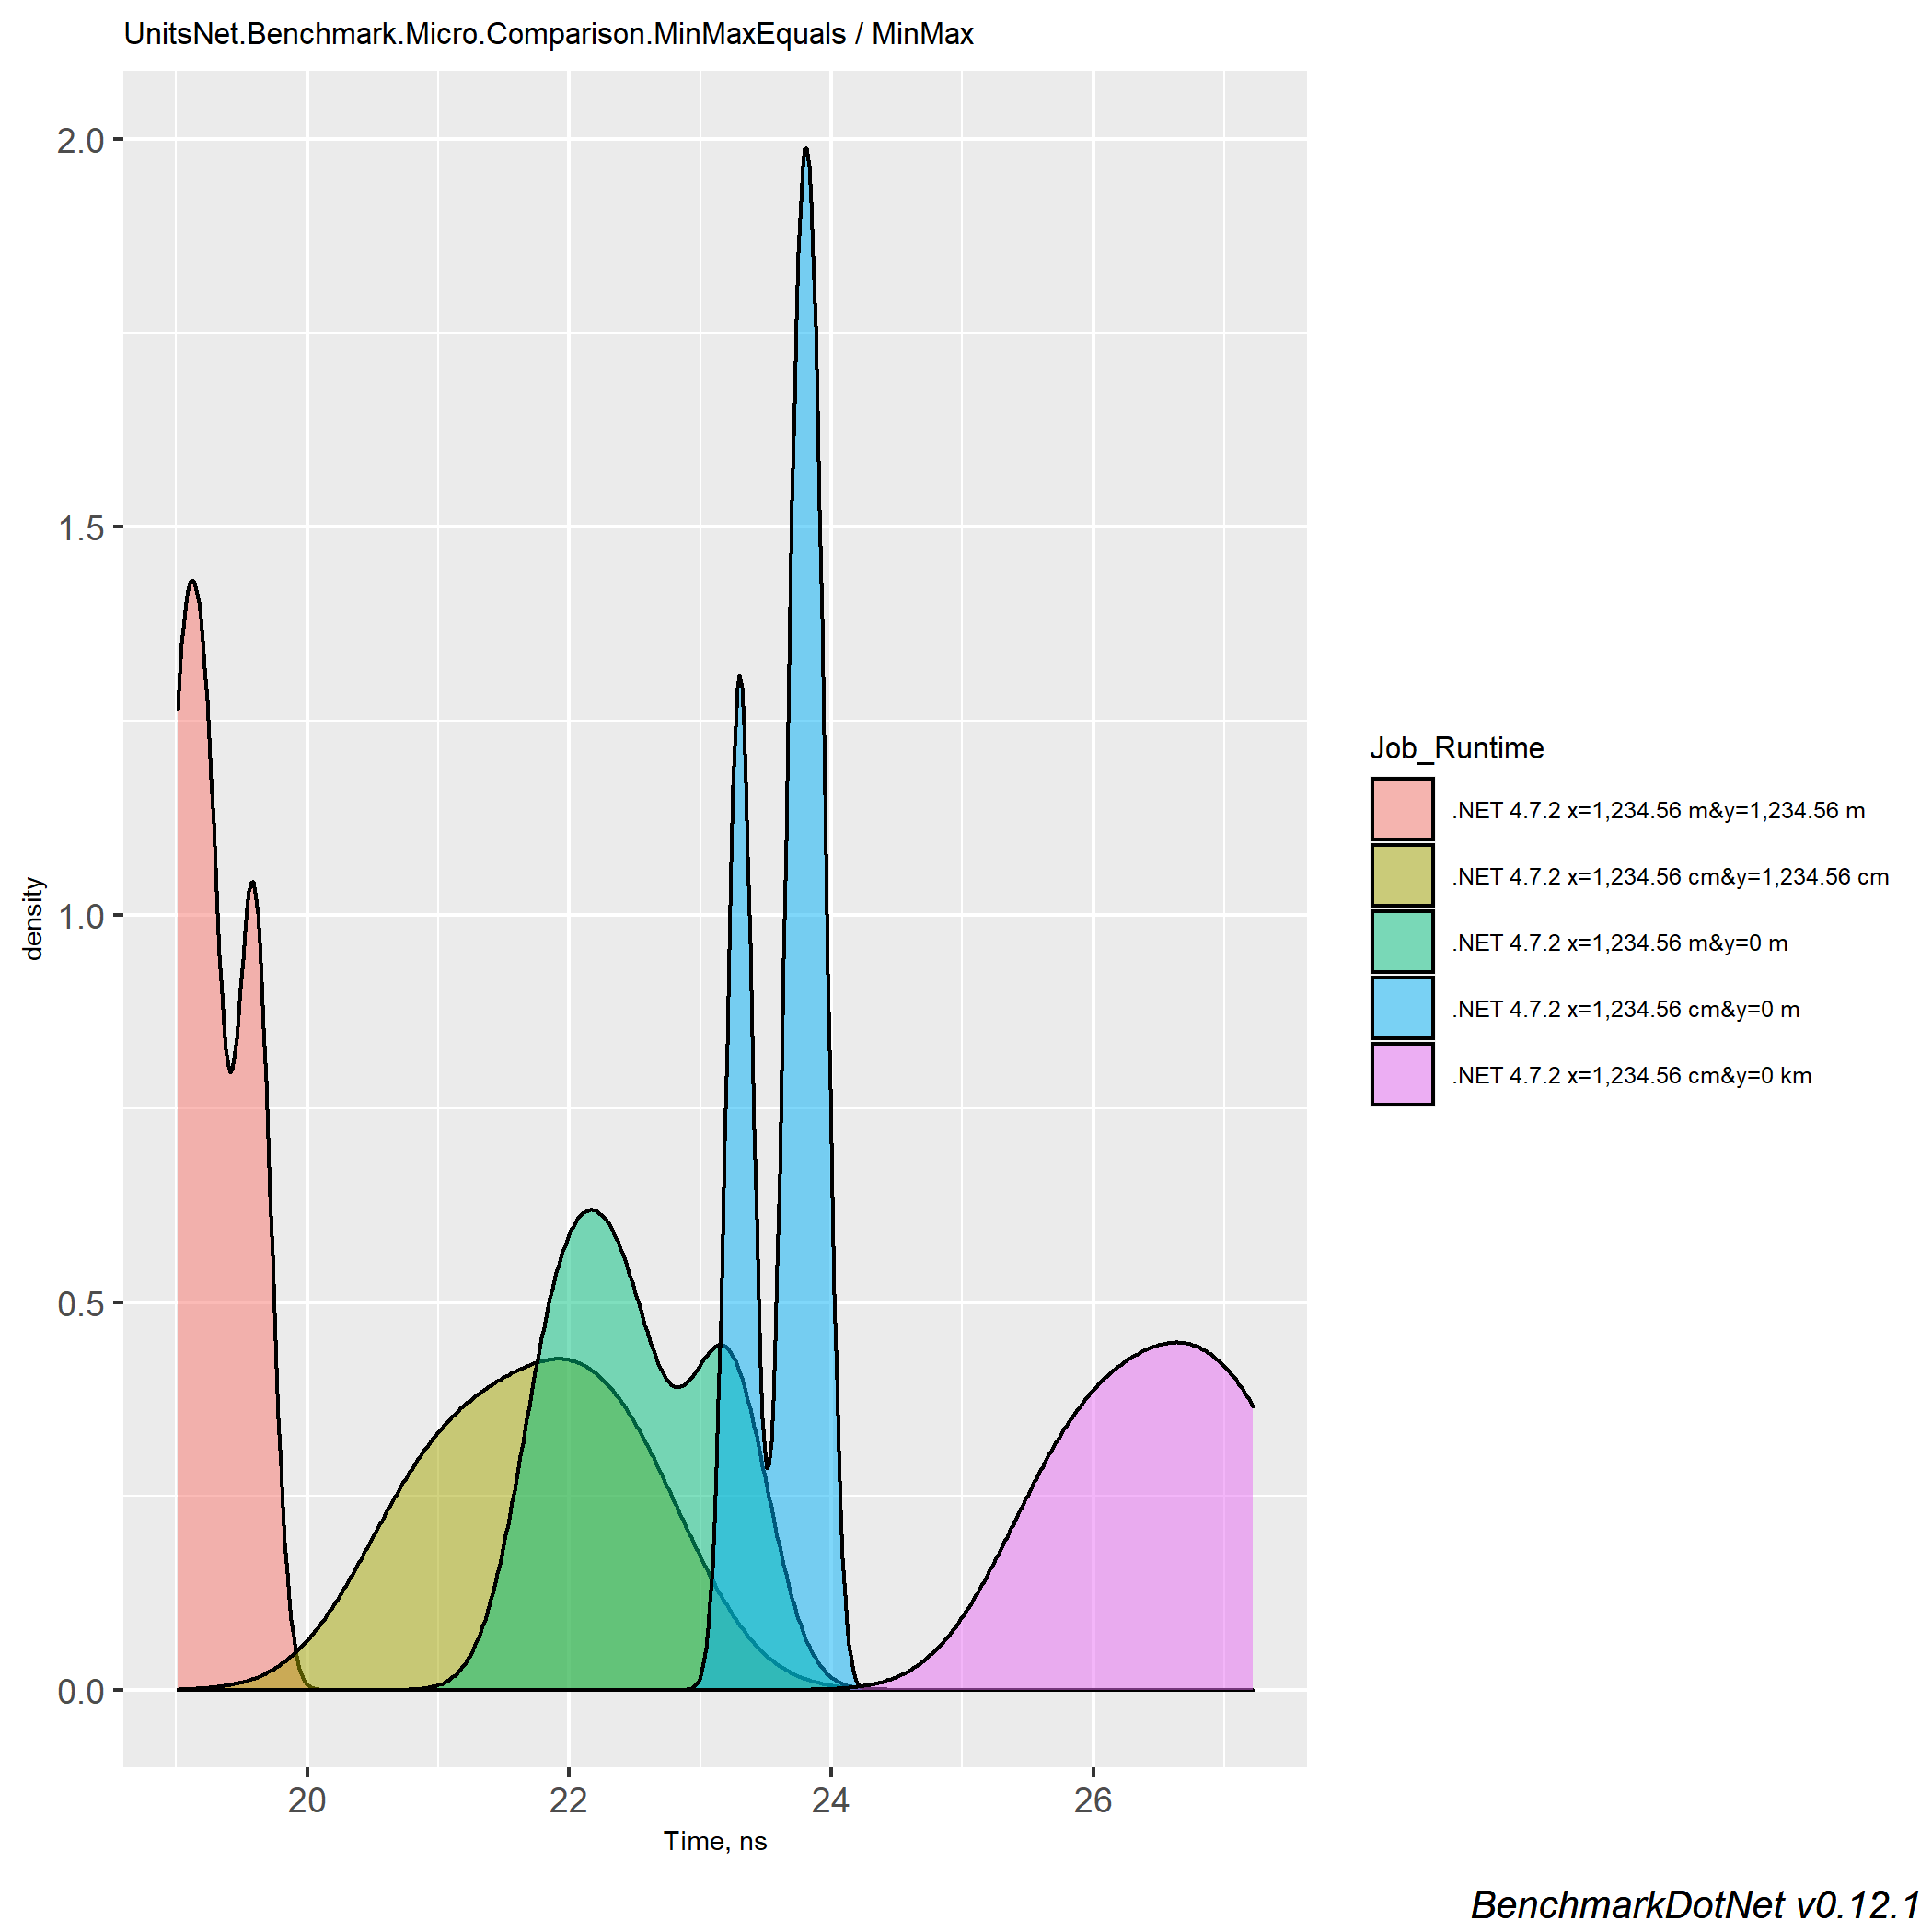 UnitsNet.Benchmark.Micro.Comparison.MinMaxEquals / MinMax
2.0
1.5
1.0
0.5
0.0
density
20 22 24 26
Time, ns
Job_Runtime
.NET 4.7.2 x=1,234.56 m&y=1,234.56 m
.NET 4.7.2 x=1,234.56 cm&y=1,234.56 cm
.NET 4.7.2 x=1,234.56 m&y=0 m
.NET 4.7.2 x=1,234.56 cm&y=0 m
.NET 4.7.2 x=1,234.56 cm&y=0 km
BenchmarkDotNet v0.12.1